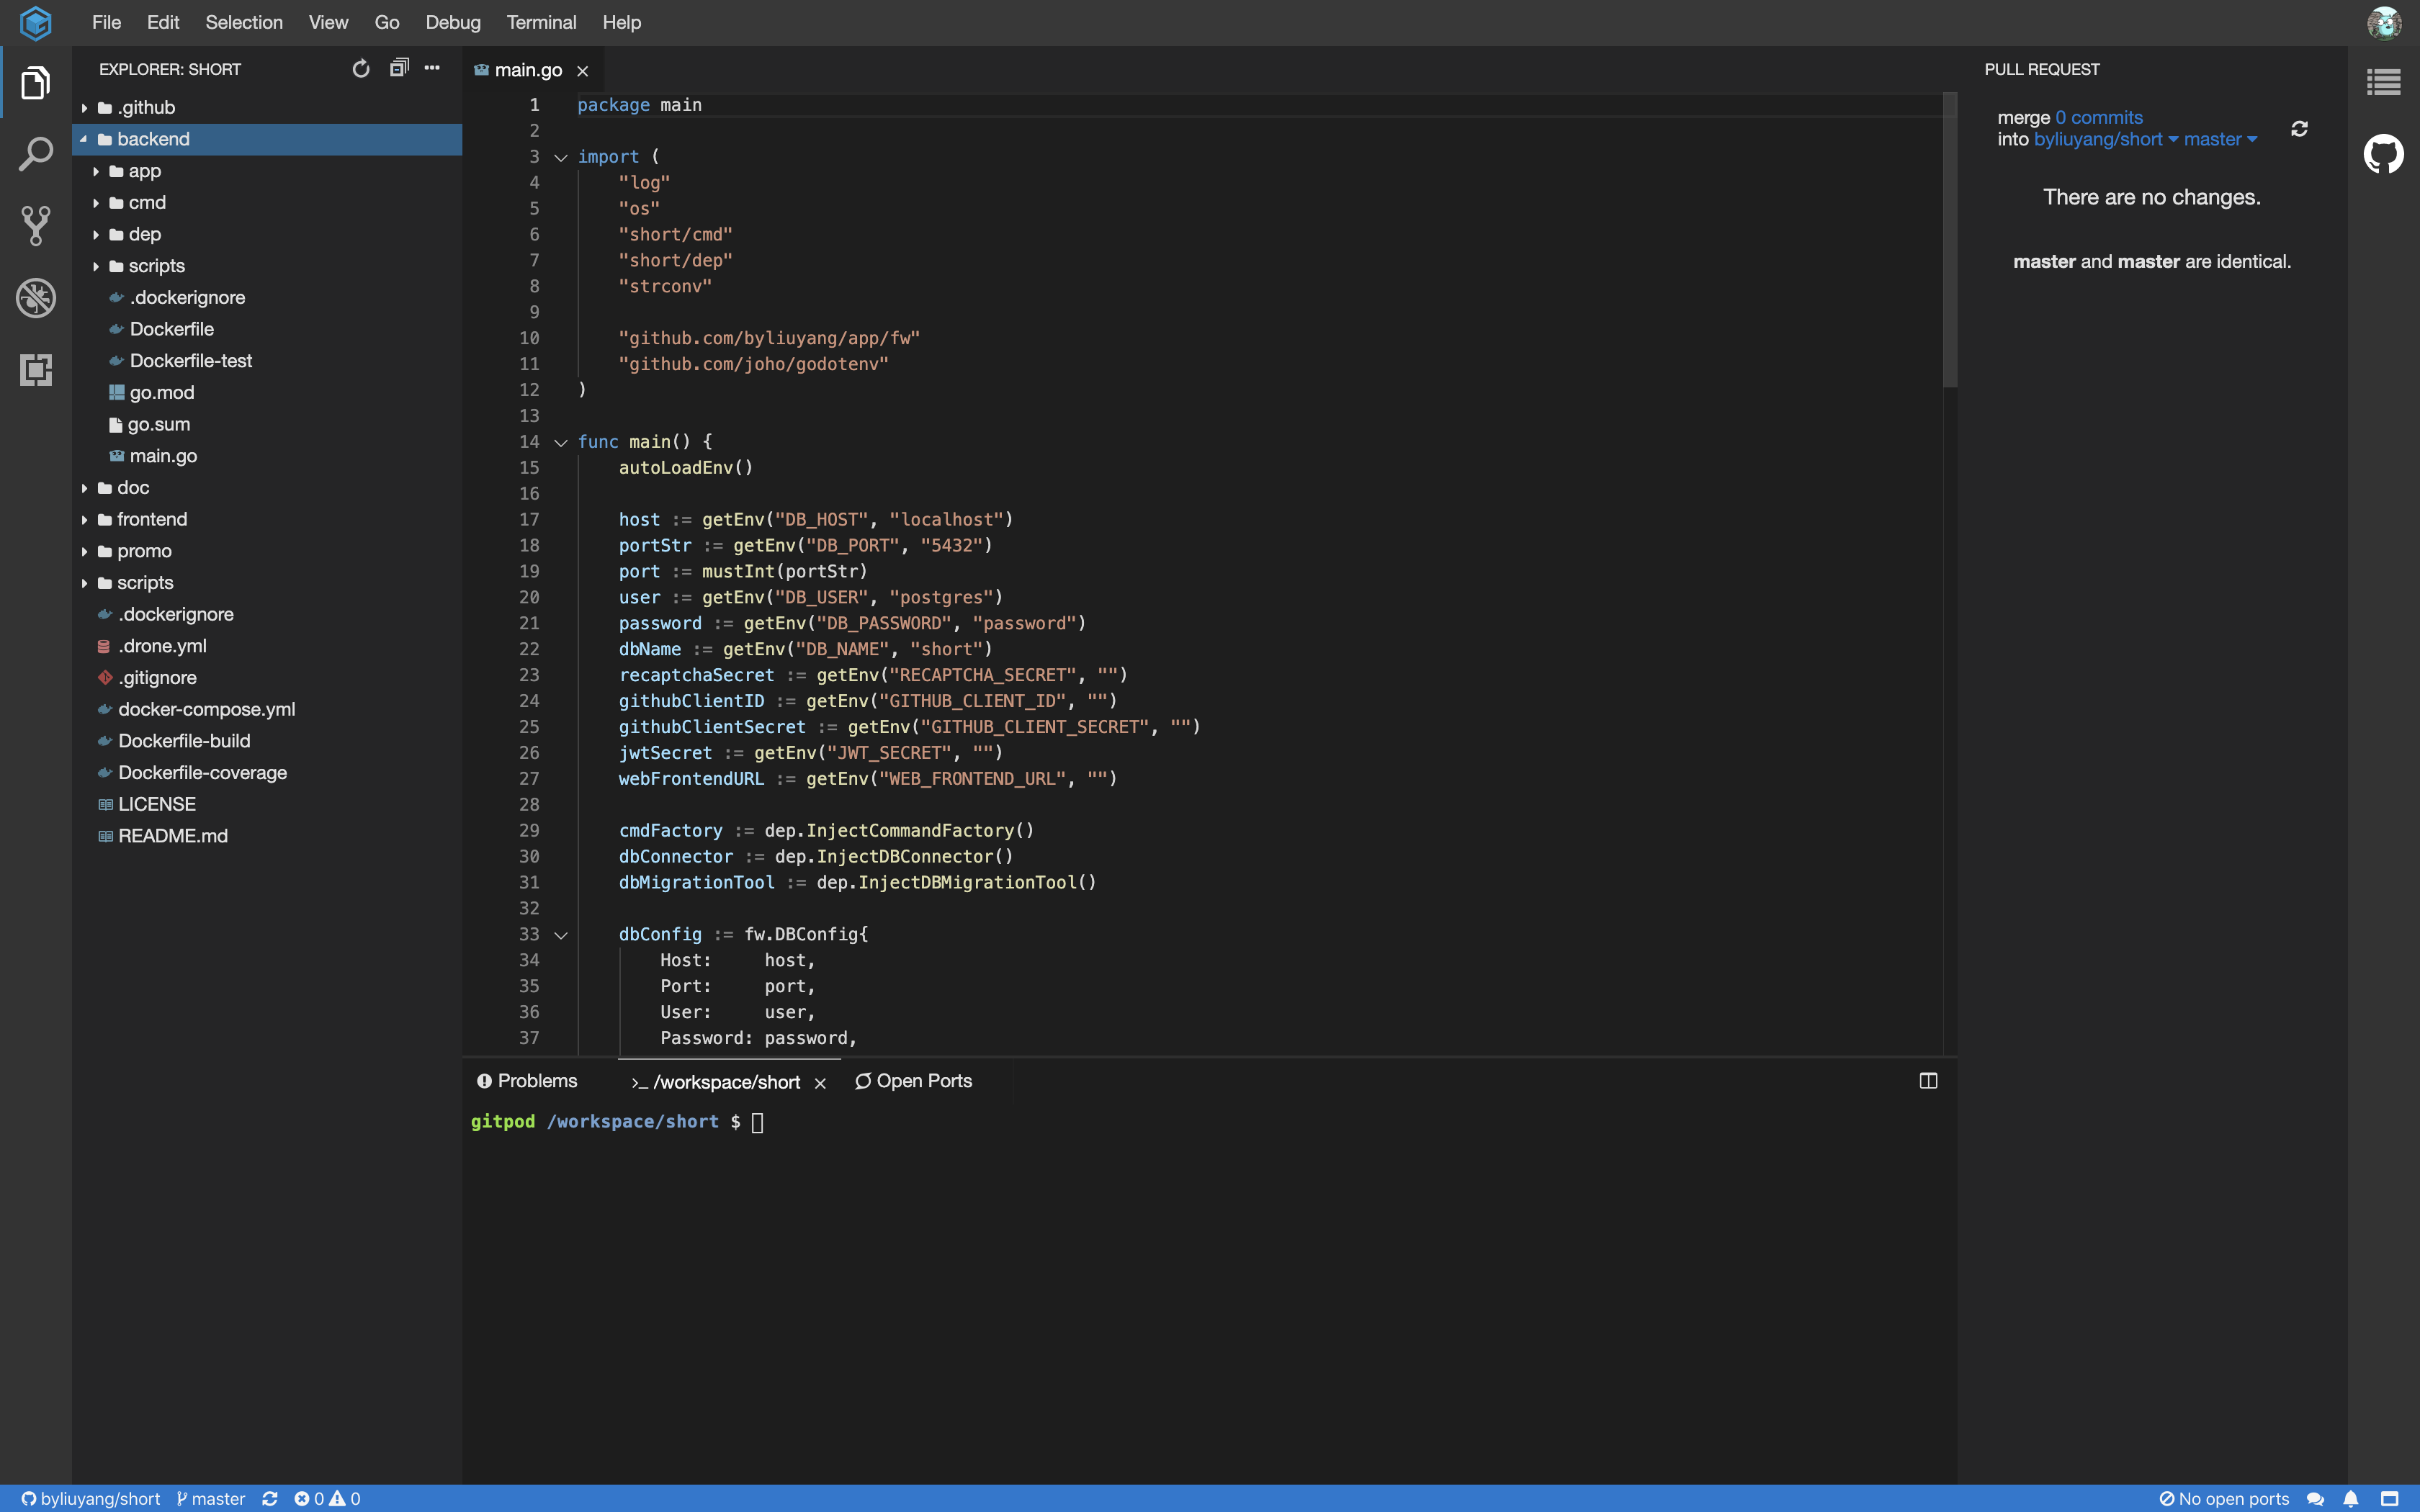 File Edit Selection View Go Debug Terminal Help
EXPLORER: SHORT
.github
backend
app
cmd
dep
scripts
.dockerignore
Dockerfile
Dockerfile-test
go.mod
go.sum
main.go
doc
frontend
promo
scripts
.dockerignore
.drone.yml
.gitignore
docker-compose.yml
Dockerfile-build
Dockerfile-coverage
LICENSE
README.md
main.go
1 package main
2
3 import (
4 "log"
5 "os"
6 "short/cmd"
7 "short/dep"
8 "strconv"
9
10 "github.com/byliuyang/app/fw"
11 "github.com/joho/godotenv"
12 )
13
14 func main() {
15 autoLoadEnv()
16
17 host := getEnv("DB_HOST", "localhost")
18 portStr := getEnv("DB_PORT", "5432")
19 port := mustInt(portStr)
20 user := getEnv("DB_USER", "postgres")
21 password := getEnv("DB_PASSWORD", "password")
22 dbName := getEnv("DB_NAME", "short")
23 recaptchaSecret := getEnv("RECAPTCHA_SECRET", "")
24 githubClientID := getEnv("GITHUB_CLIENT_ID", "")
25 githubClientSecret := getEnv("GITHUB_CLIENT_SECRET", "")
26 jwtSecret := getEnv("JWT_SECRET", "")
27 webFrontendURL := getEnv("WEB_FRONTEND_URL", "")
28
29 cmdFactory := dep.InjectCommandFactory()
30 dbConnector := dep.InjectDBConnector()
31 dbMigrationTool := dep.InjectDBMigrationTool()
32
33 dbConfig := fw.DBConfig{
34 Host: host,
35 Port: port,
36 User: user,
37 Password: password,
Problems >_ /workspace/short Open Ports
gitpod /workspace/short $
PULL REQUEST
merge 0 commits
into byliuyang/short master
There are no changes.
master and master are identical.
byliuyang/short master 0 0 No open ports